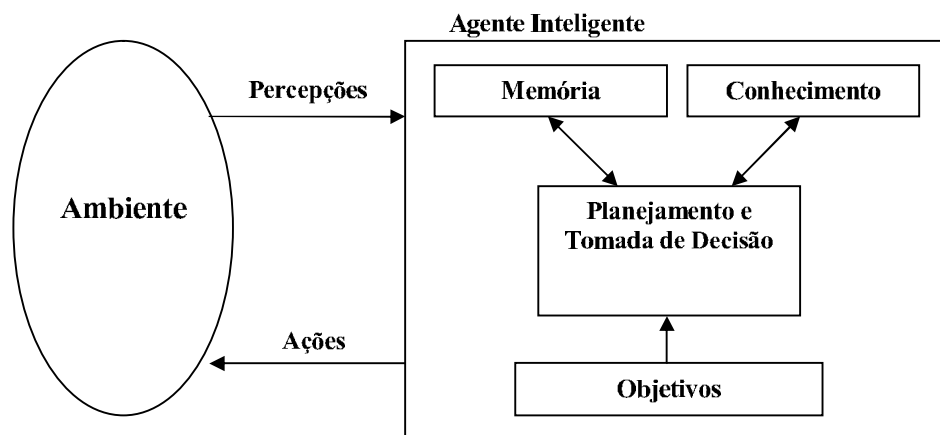 Agente Inteligente
Percepções
Memória
Conhecimento
Ambiente
Planejamento e
Tomada de Decisão
Ações
Objetivos